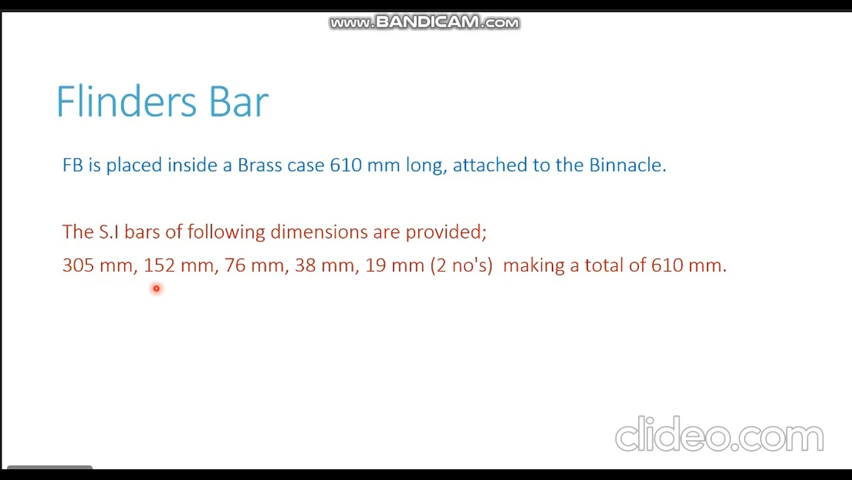 www.BANDICAM.com
Flinders Bar
FB is placed inside a Brass case 610 mm long, attached to the Binnacle.
The S.I bars of following dimensions are provided;
305 mm, 152 mm, 76 mm, 38 mm, 19 mm (2 no's)  making a total of 610 mm.
clideo.com